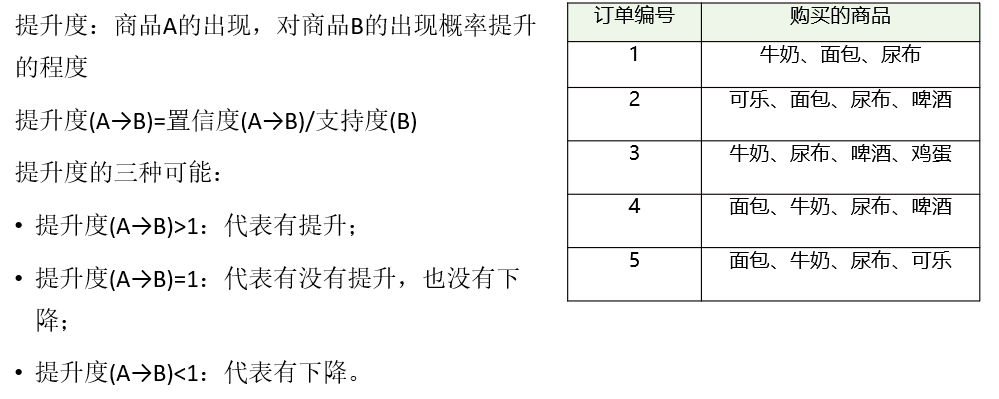 提升度：商品A的出现，对商品B的出现概率提升
的程度
提升度(A→B)=置信度(A→B)/支持度(B)
提升度的三种可能：
• 提升度(A→B)>1：代表有提升；
• 提升度(A→B)=1：代表有没有提升，也没有下
降；
• 提升度(A→B)<1：代表有下降。
订单编号 购买的商品
1 牛奶、面包、尿布
2 可乐、面包、尿布、啤酒
3 牛奶、尿布、啤酒、鸡蛋
4 面包、牛奶、尿布、啤酒
5 面包、牛奶、尿布、可乐